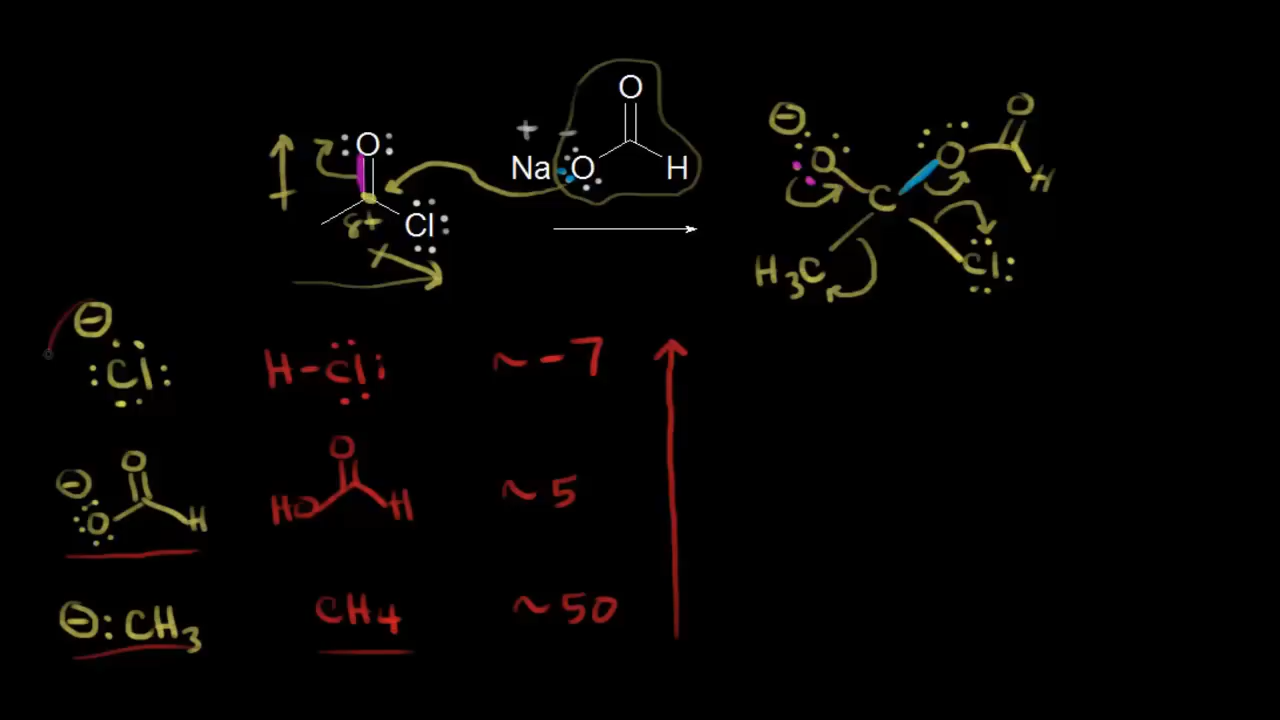 O
O
Na + - O H
δ+ Cl
⊖ O O O
C H
H3C Cl
⊖
Cl H-Cl ~ -7
O O
⊖ O H HO H ~ 5
⊖:CH3 CH4 ~ 50